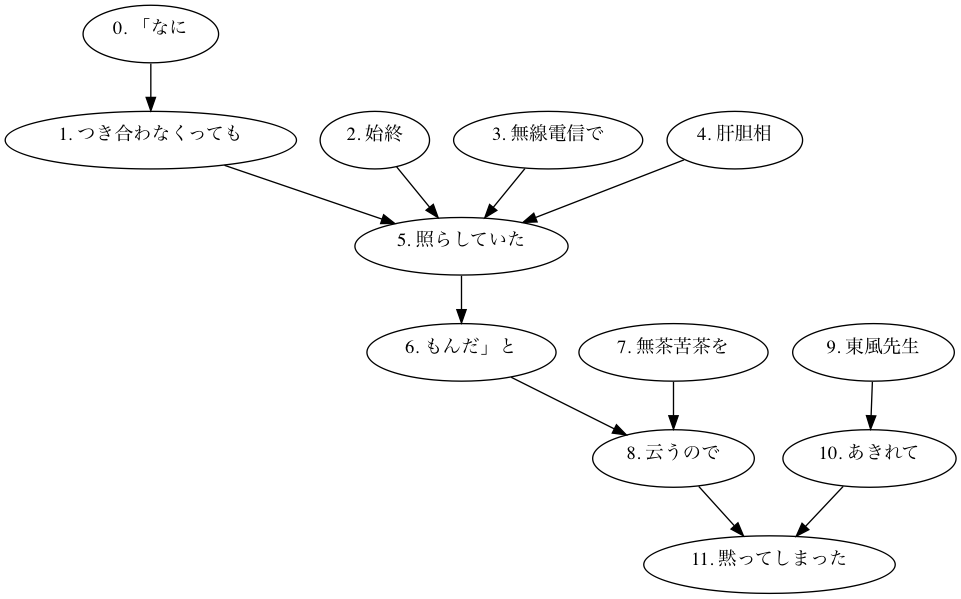 0. 「なに
1. つき合わなくっても
2. 始終
3. 無線電信で
4. 肝胆相
5. 照らしていた
6. もんだ」と
7. 無茶苦茶を
9. 東風先生
8. 云うので
10. あきれて
11. 黙ってしまった